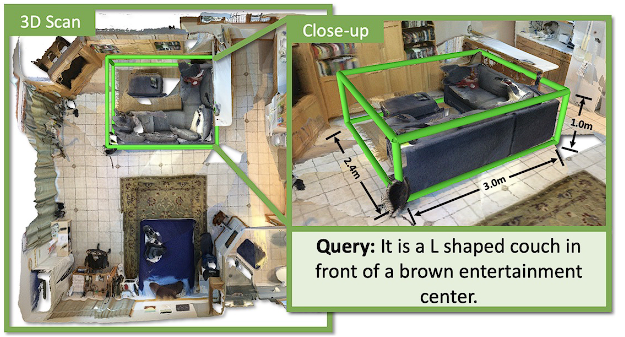 3D Scan
Close-up
1.0m
2.4m
3.0m
Query: It is a L shaped couch in
front of a brown entertainment
center.